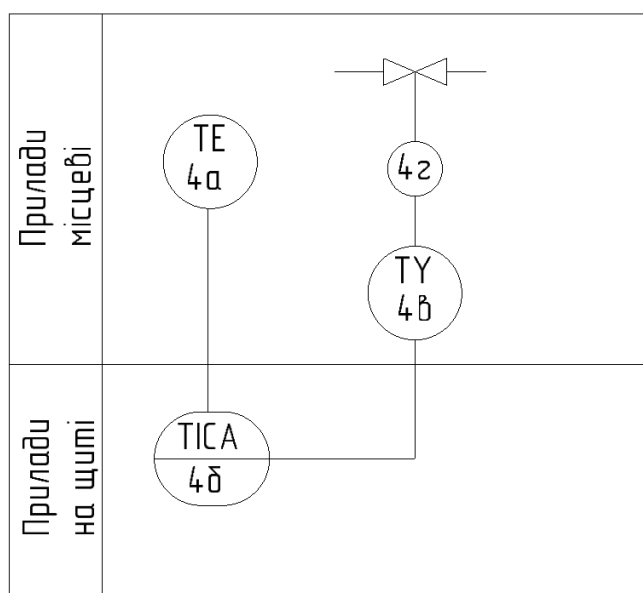 Прилади
місцеві
TE
4а
4г
TY
4в
Прилади
на щиті
TICA
4б